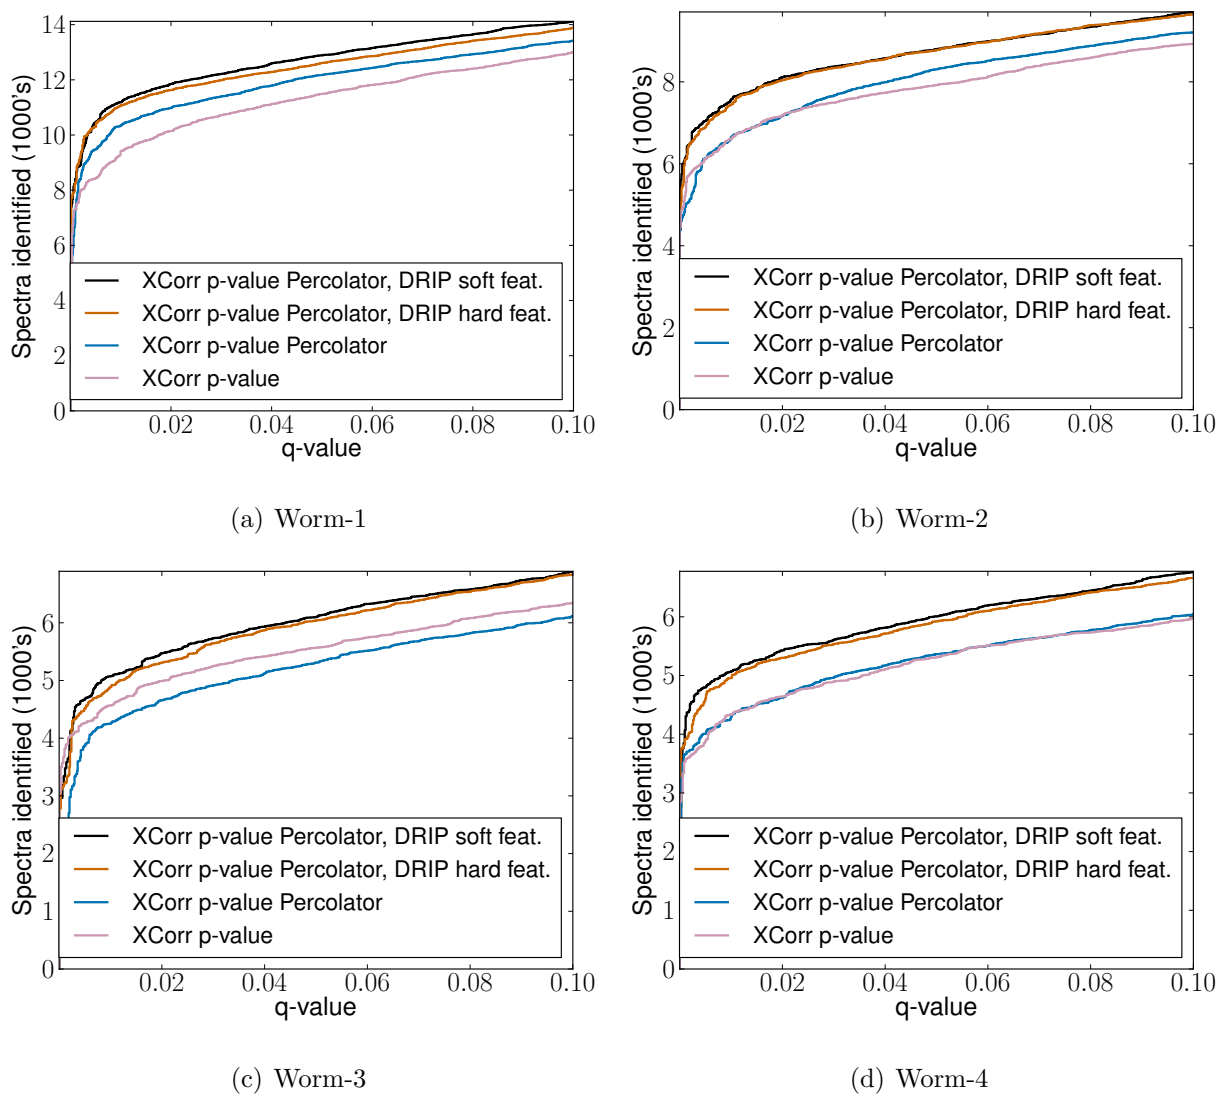 14
12
10
8
6
4
2
0
Spectra identified (1000's)
XCorr p-value Percolator, DRIP soft feat.
XCorr p-value Percolator, DRIP hard feat.
XCorr p-value Percolator
XCorr p-value
0.02 0.04 0.06 0.08 0.10
q-value
(a) Worm-1
8
6
4
2
0
Spectra identified (1000's)
XCorr p-value Percolator, DRIP soft feat.
XCorr p-value Percolator, DRIP hard feat.
XCorr p-value Percolator
XCorr p-value
0.02 0.04 0.06 0.08 0.10
q-value
(b) Worm-2
6
5
4
3
2
1
0
Spectra identified (1000's)
XCorr p-value Percolator, DRIP soft feat.
XCorr p-value Percolator, DRIP hard feat.
XCorr p-value Percolator
XCorr p-value
0.02 0.04 0.06 0.08 0.10
q-value
(c) Worm-3
6
5
4
3
2
1
0
Spectra identified (1000's)
XCorr p-value Percolator, DRIP soft feat.
XCorr p-value Percolator, DRIP hard feat.
XCorr p-value Percolator
XCorr p-value
0.02 0.04 0.06 0.08 0.10
q-value
(d) Worm-4